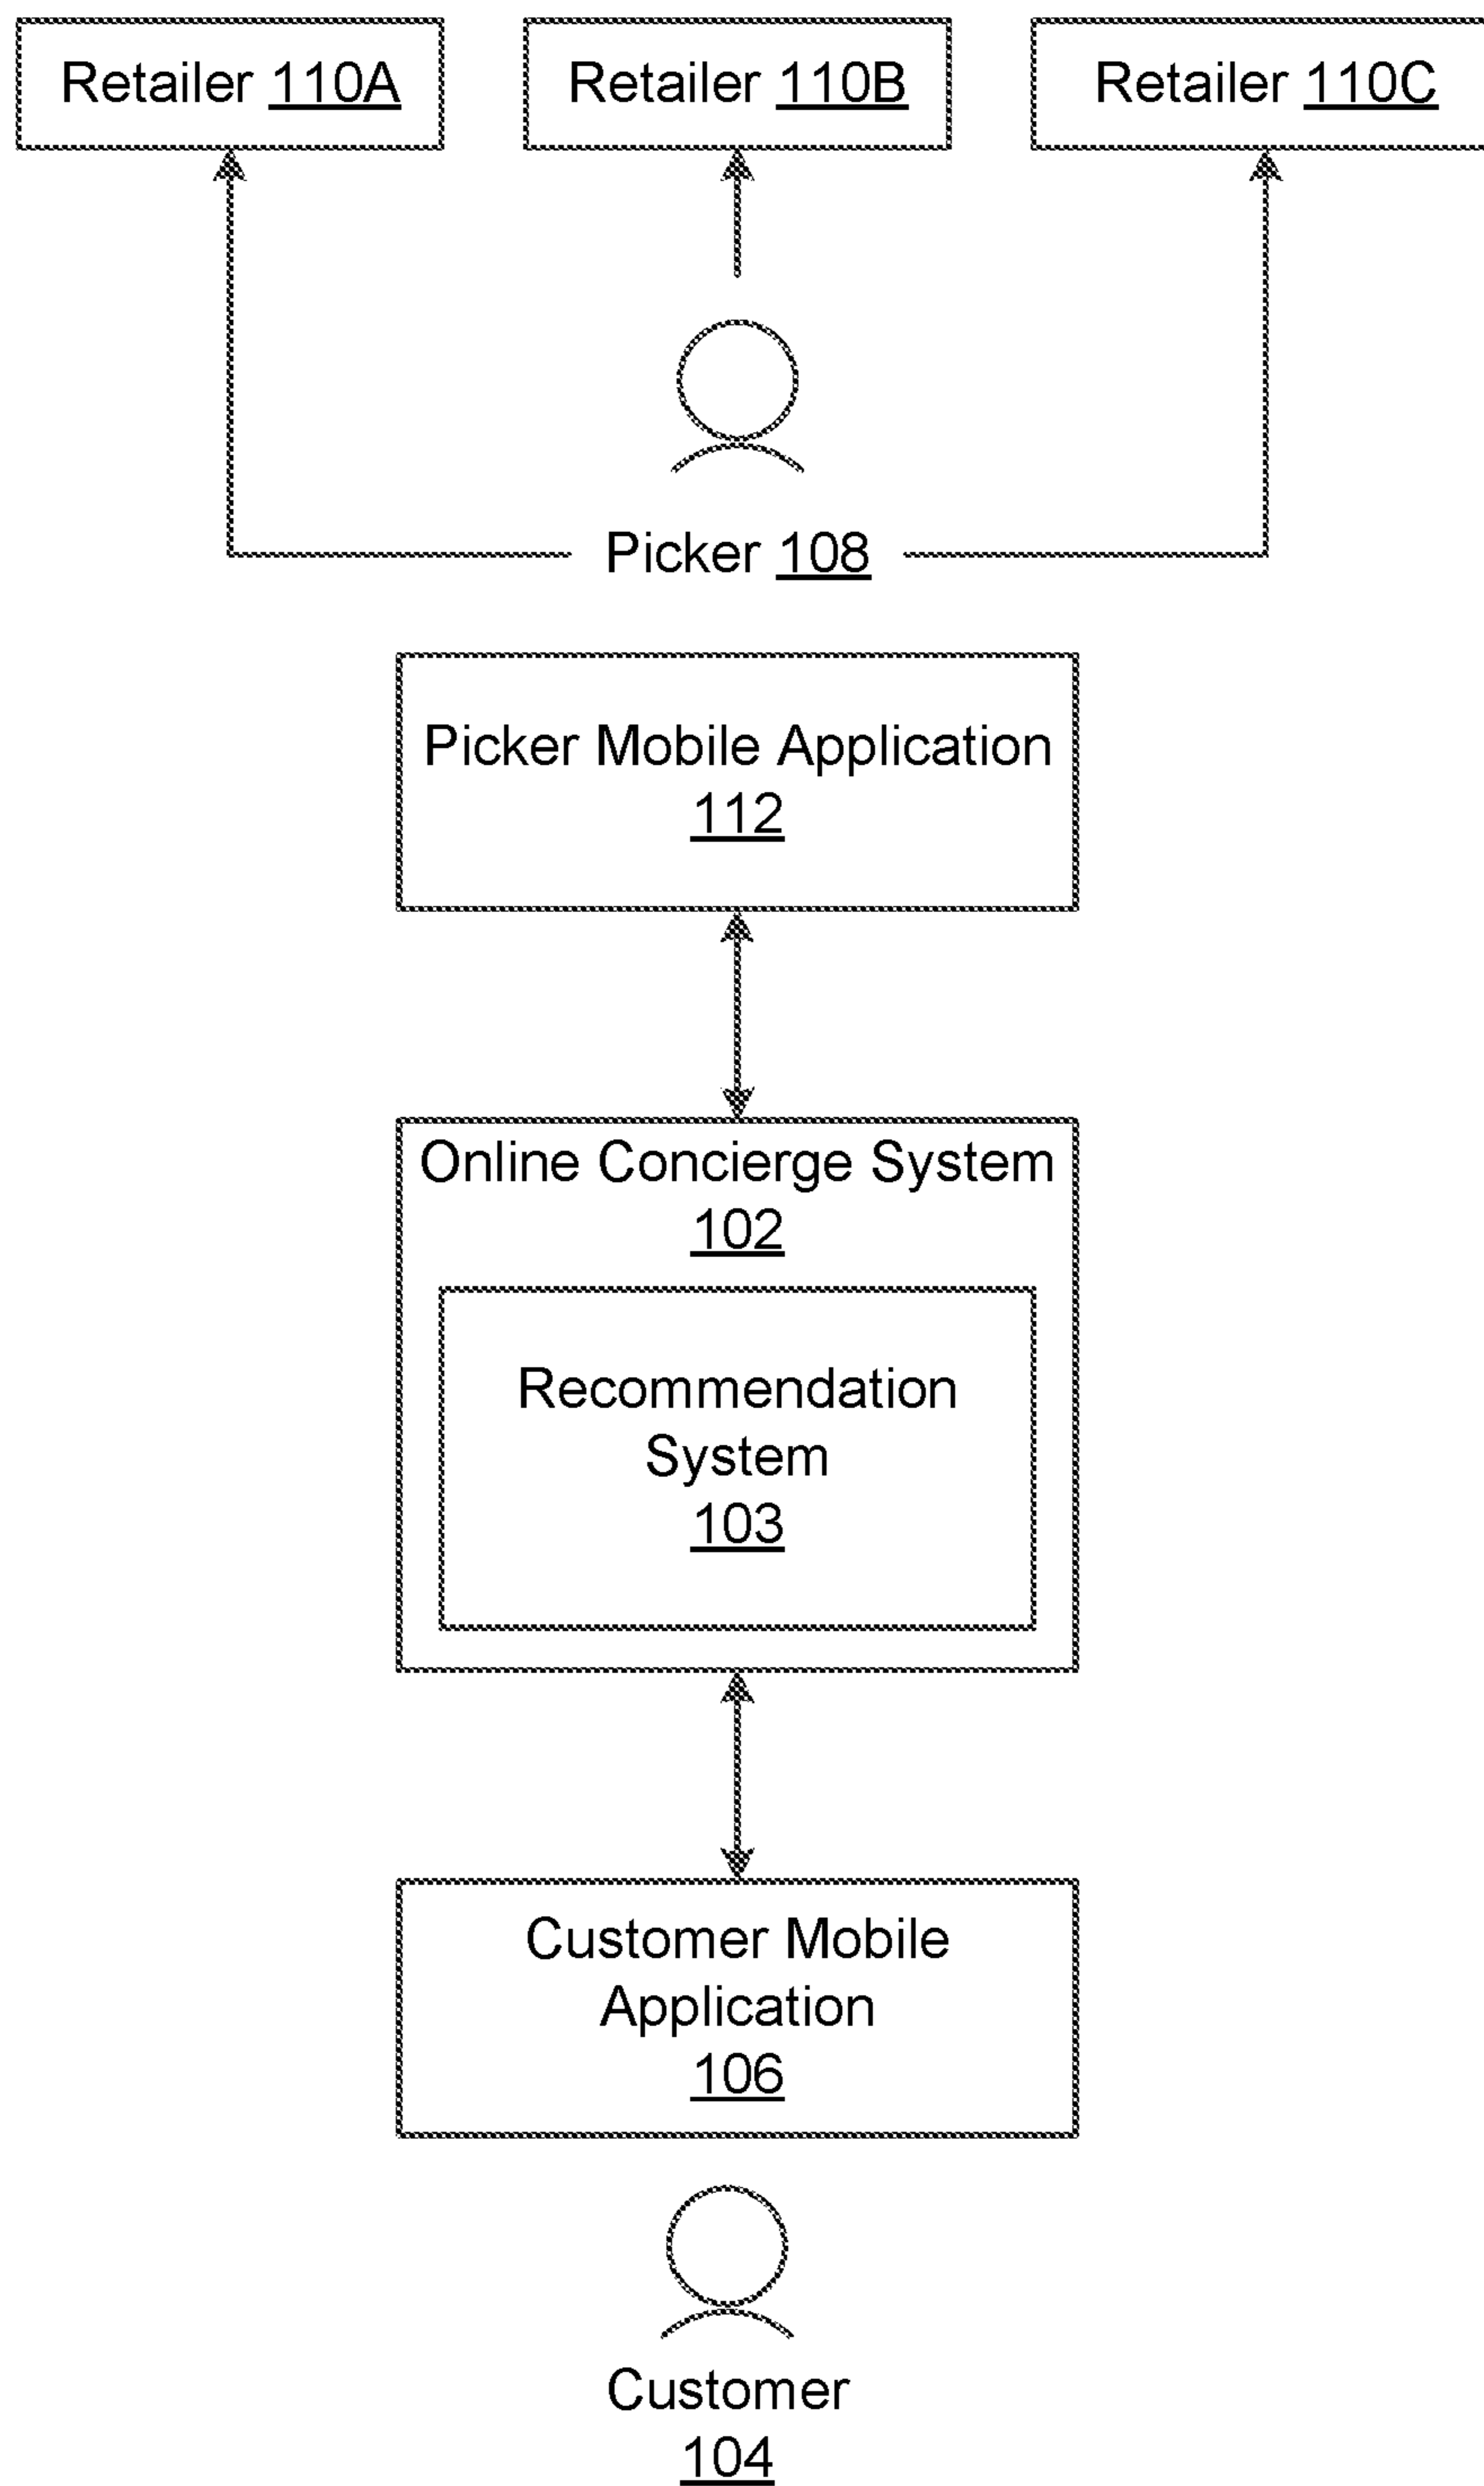 Retailer 110A
Retailer 110B
Retailer 110C
Picker 108
Picker Mobile Application
112
Online Concierge System
102
Recommendation
System
103
Customer Mobile
Application
106
Customer
104